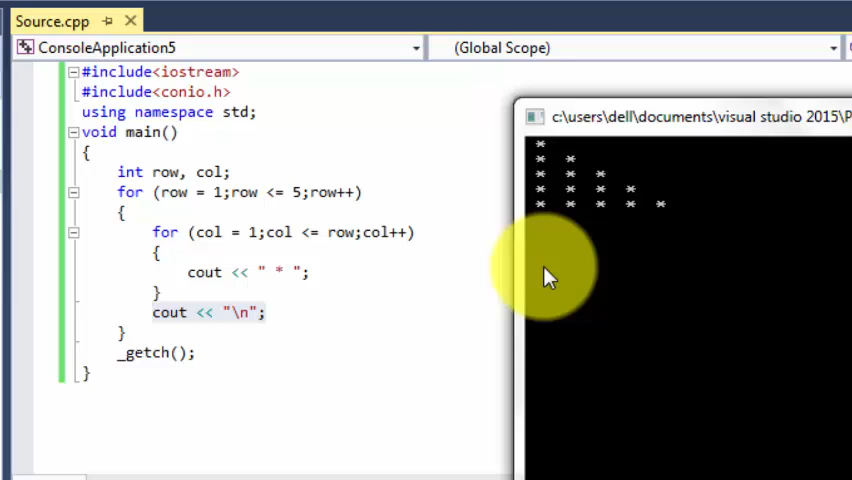 Source.cpp
ConsoleApplication5
(Global Scope)
#include<iostream>
#include<conio.h>
using namespace std;
void main()
{
int row, col;
for (row = 1;row <= 5;row++)
{
for (col = 1;col <= row;col++)
{
cout << " * ";
}
cout << "\n";
}
_getch();
}
c:\users\dell\documents\visual studio 2015\P
*
* *
* * *
* * * *
* * * * *